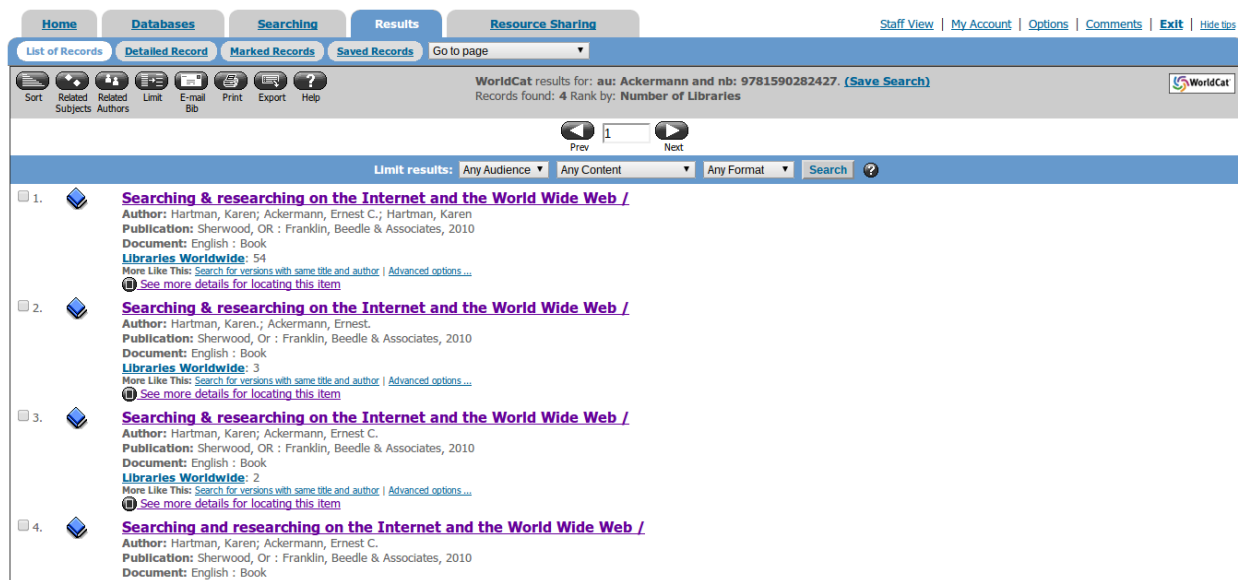 Home Databases Searching Results Resource Sharing Staff View | My Account | Options | Comments | Exit | Hide tips
List of Records Detailed Record Marked Records Saved Records Go to page
Sort Related Subjects Related Authors Limit E-mail Bib Print Export Help
WorldCat results for: au: Ackermann and nb: 9781590282427. (Save Search)
Records found: 4 Rank by: Number of Libraries
WorldCat
1
Prev Next
Limit results: Any Audience Any Content Any Format Search ?
1. Searching & researching on the Internet and the World Wide Web /
Author: Hartman, Karen; Ackermann, Ernest C.; Hartman, Karen
Publication: Sherwood, OR : Franklin, Beedle & Associates, 2010
Document: English : Book
Libraries Worldwide: 54
More Like This: Search for versions with same title and author | Advanced options ...
See more details for locating this item
2. Searching & researching on the Internet and the World Wide Web /
Author: Hartman, Karen.; Ackermann, Ernest.
Publication: Sherwood, Or : Franklin, Beedle & Associates, 2010
Document: English : Book
Libraries Worldwide: 3
More Like This: Search for versions with same title and author | Advanced options ...
See more details for locating this item
3. Searching & researching on the Internet and the World Wide Web /
Author: Hartman, Karen; Ackermann, Ernest C.
Publication: Sherwood, OR : Franklin, Beedle & Associates, 2010
Document: English : Book
Libraries Worldwide: 2
More Like This: Search for versions with same title and author | Advanced options ...
See more details for locating this item
4. Searching and researching on the Internet and the World Wide Web /
Author: Hartman, Karen; Ackermann, Ernest C.
Publication: Sherwood, Or : Franklin, Beedle & Associates, 2010
Document: English : Book